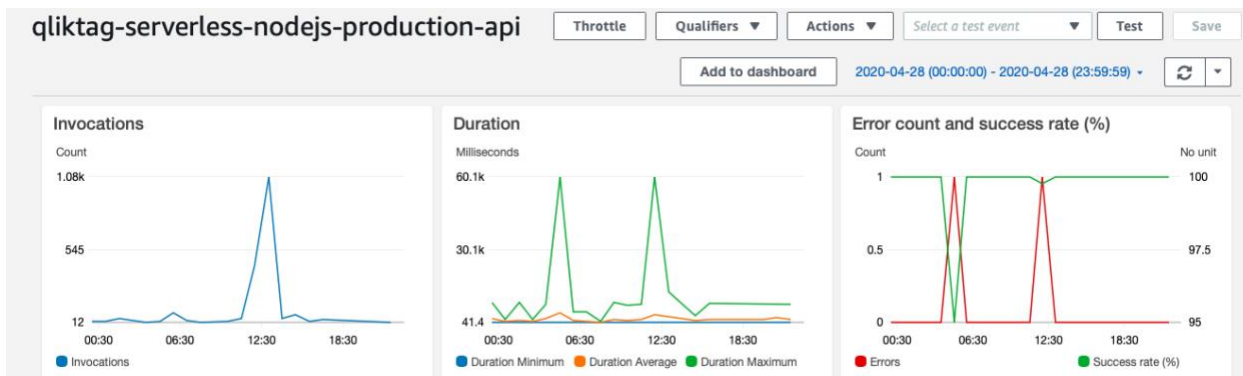 qliktag-serverless-nodejs-production-api
Throttle
Qualifiers
Actions
Select a test event
Test
Save
Add to dashboard
2020-04-28 (00:00:00) - 2020-04-28 (23:59:59)
Invocations
Count
1.08k
545
12
00:30 06:30 12:30 18:30
Invocations
Duration
Milliseconds
60.1k
30.1k
41.4
00:30 06:30 12:30 18:30
Duration Minimum Duration Average Duration Maximum
Error count and success rate (%)
Count No unit
1 100
0.5 97.5
0 95
00:30 06:30 12:30 18:30
Errors Success rate (%)